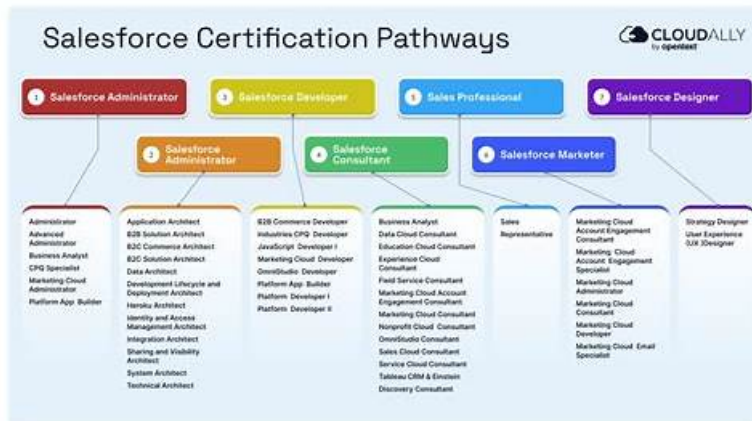 Salesforce Certification Pathways
CLOUDALLY
by opentext
1 Salesforce Administrator
3 Salesforce Developer
5 Sales Professional
7 Salesforce Designer
2 Salesforce
Administrator
4 Salesforce
Consultant
6 Salesforce Marketer
Administrator
Advanced
Administrator
Business Analyst
CPQ Specialist
Marketing Cloud
Administrator
Platform App Builder
Application Architect
B2B Solution Architect
B2C Commerce Architect
B2C Solution Architect
Data Architect
Development Lifecycle and
Deployment Architect
Heroku Architect
Identity and Access
Management Architect
Integration Architect
Sharing and Visibility
Architect
System Architect
Technical Architect
B2B Commerce Developer
Industries CPQ Developer
JavaScript Developer I
Marketing Cloud Developer
OmniStudio Developer
Platform App Builder
Platform Developer I
Platform Developer II
Business Analyst
Data Cloud Consultant
Education Cloud Consultant
Experience Cloud
Consultant
Field Service Consultant
Marketing Cloud Account
Engagement Consultant
Marketing Cloud Consultant
Nonprofit Cloud Consultant
OmniStudio Consultant
Sales Cloud Consultant
Service Cloud Consultant
Tableau CRM & Einstein
Discovery Consultant
Sales
Representative
Marketing Cloud
Account Engagement
Consultant
Marketing Cloud
Account Engagement
Specialist
Marketing Cloud
Administrator
Marketing Cloud
Consultant
Marketing Cloud
Developer
Marketing Cloud Email
Specialist
Strategy Designer
User Experience
(UX )Designer